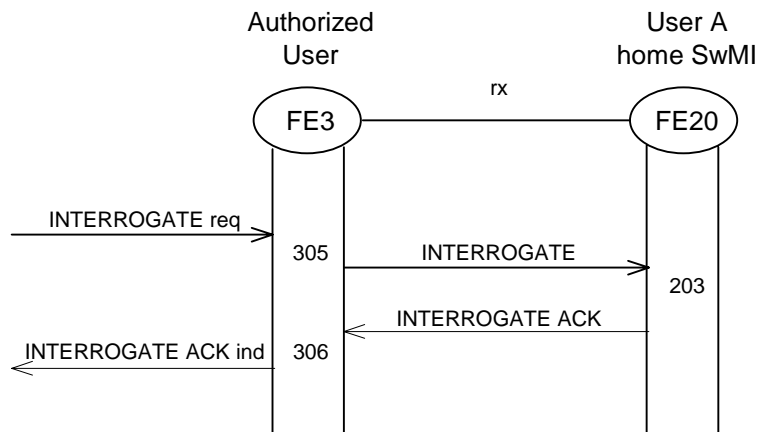 Authorized
User
User A
home SwMI
rx
FE3
FE20
INTERROGATE req
305
INTERROGATE
203
INTERROGATE ACK
INTERROGATE ACK ind
306